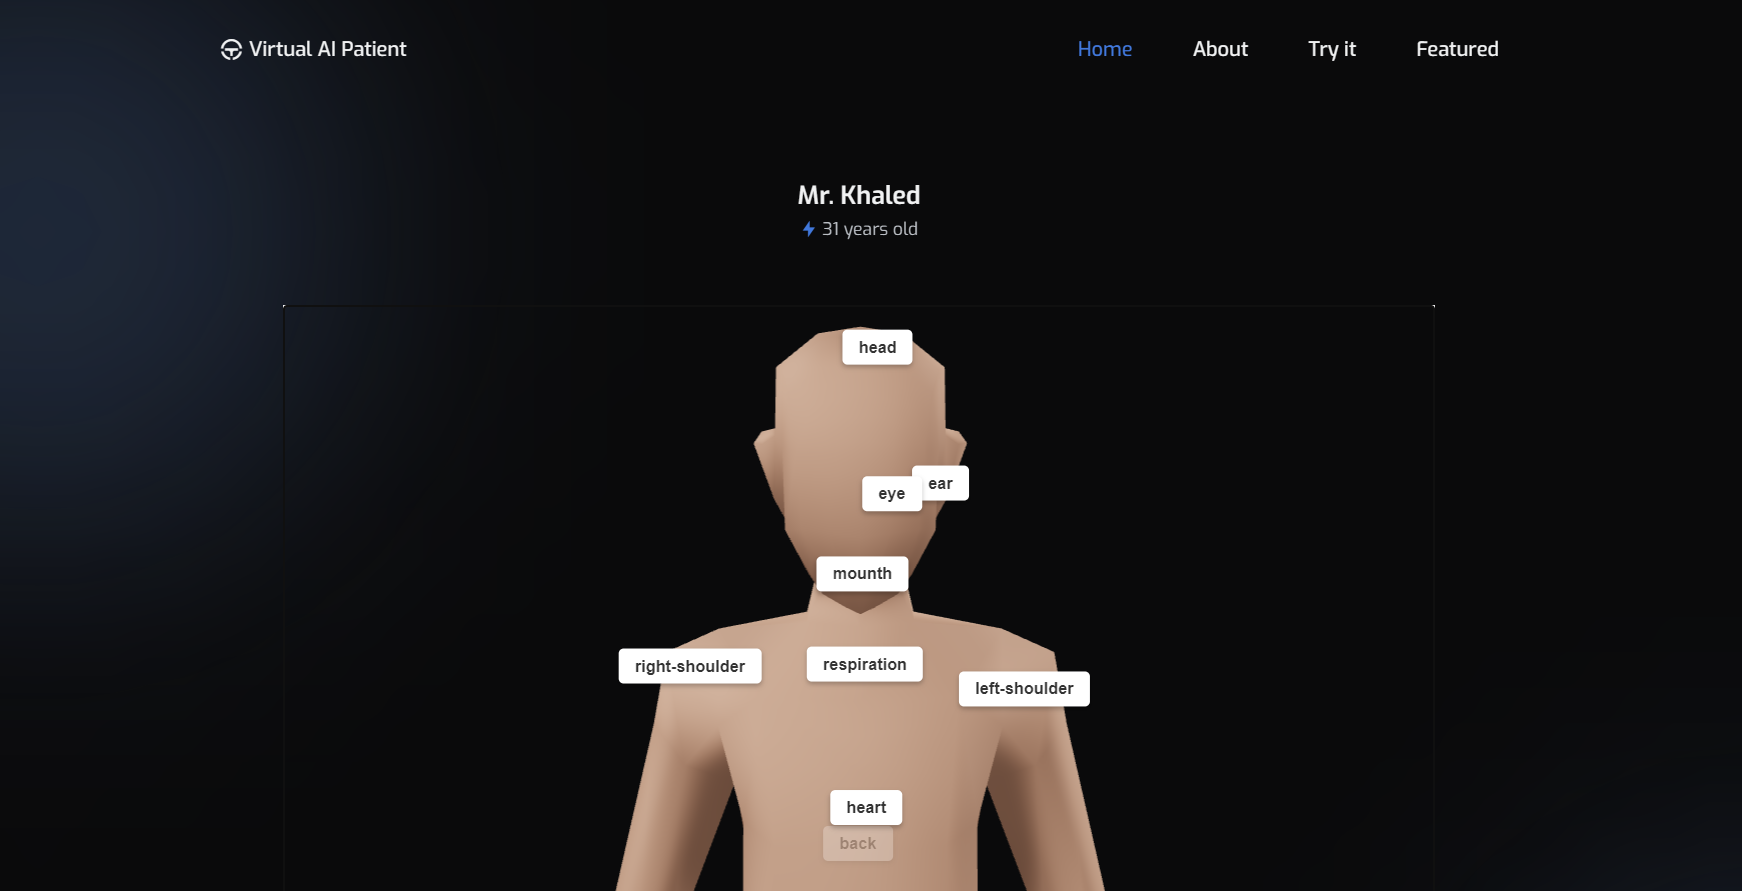 Virtual AI Patient
Home
About
Try it
Featured
Mr. Khaled
31 years old
head
ear
eye
mounth
right-shoulder
respiration
left-shoulder
heart
back